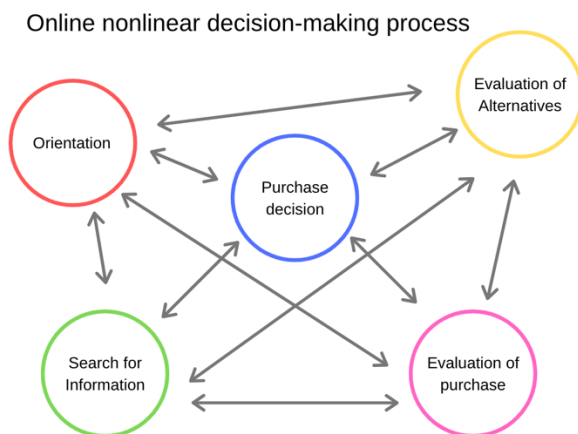 Online nonlinear decision-making process
Evaluation of
Alternatives
Orientation
Purchase
decision
Search for
Information
Evaluation of
purchase